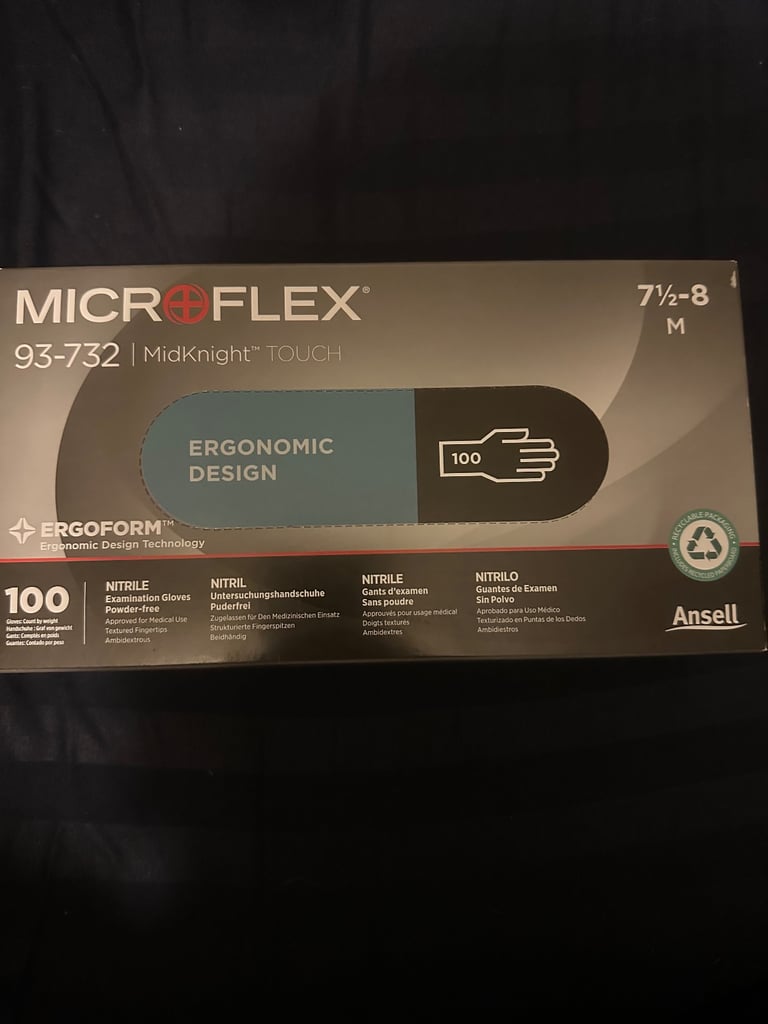 MICROFLEX®
7½-8
M
93-732 | MidKnight™ TOUCH
ERGONOMIC
DESIGN
100
ERGOFORM™
Ergonomic Design Technology
RECYCLABLE PACKAGING
100
Gloves: Count by weight
Handschuhe: Graf von gewicht
Gants: Comptés en poids
Guantes: Contado por peso
NITRILE
Examination Gloves
Powder-free
Approved for Medical Use
Textured Fingertips
Ambidextrous
NITRIL
Untersuchungshandschuhe
Puderfrei
Zugelassen für Den Medizinischen Einsatz
Strukturierte Fingerspitzen
Beidhändig
NITRILE
Gants d'examen
Sans poudre
Approuvés pour usage médical
Doigts texturés
Ambidextres
NITRILO
Guantes de Examen
Sin Polvo
Aprobado para Uso Médico
Texturizado en Puntas de los Dedos
Ambidiestros
Ansell